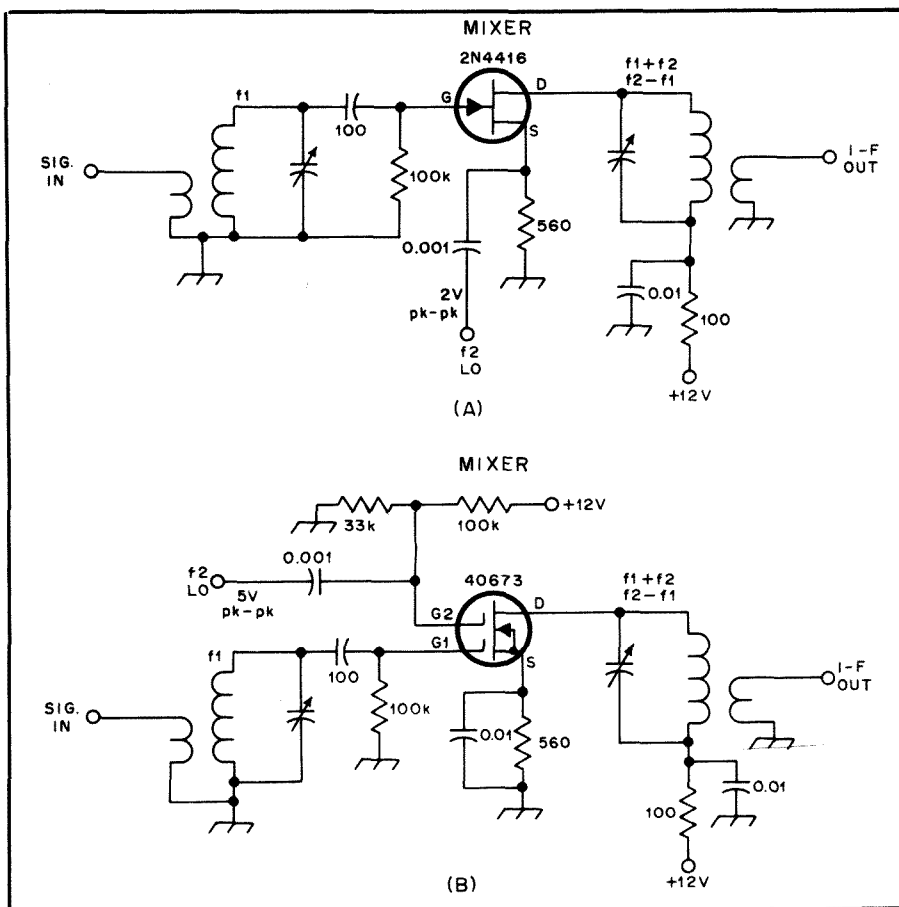 MIXER
2N4416
f1+f2
f2-f1
f1
G
D
S
100
SIG.
IN
100k
560
I-F
OUT
0.001
0.01
100
2V
pk-pk
f2
LO
+12V
(A)
MIXER
33k
100k
+12V
0.001
f2
LO
5V
pk-pk
40673
f1+f2
f2-f1
G2
D
G1
S
f1
100
SIG.
IN
100k
0.01
560
I-F
OUT
100
0.01
+12V
(B)